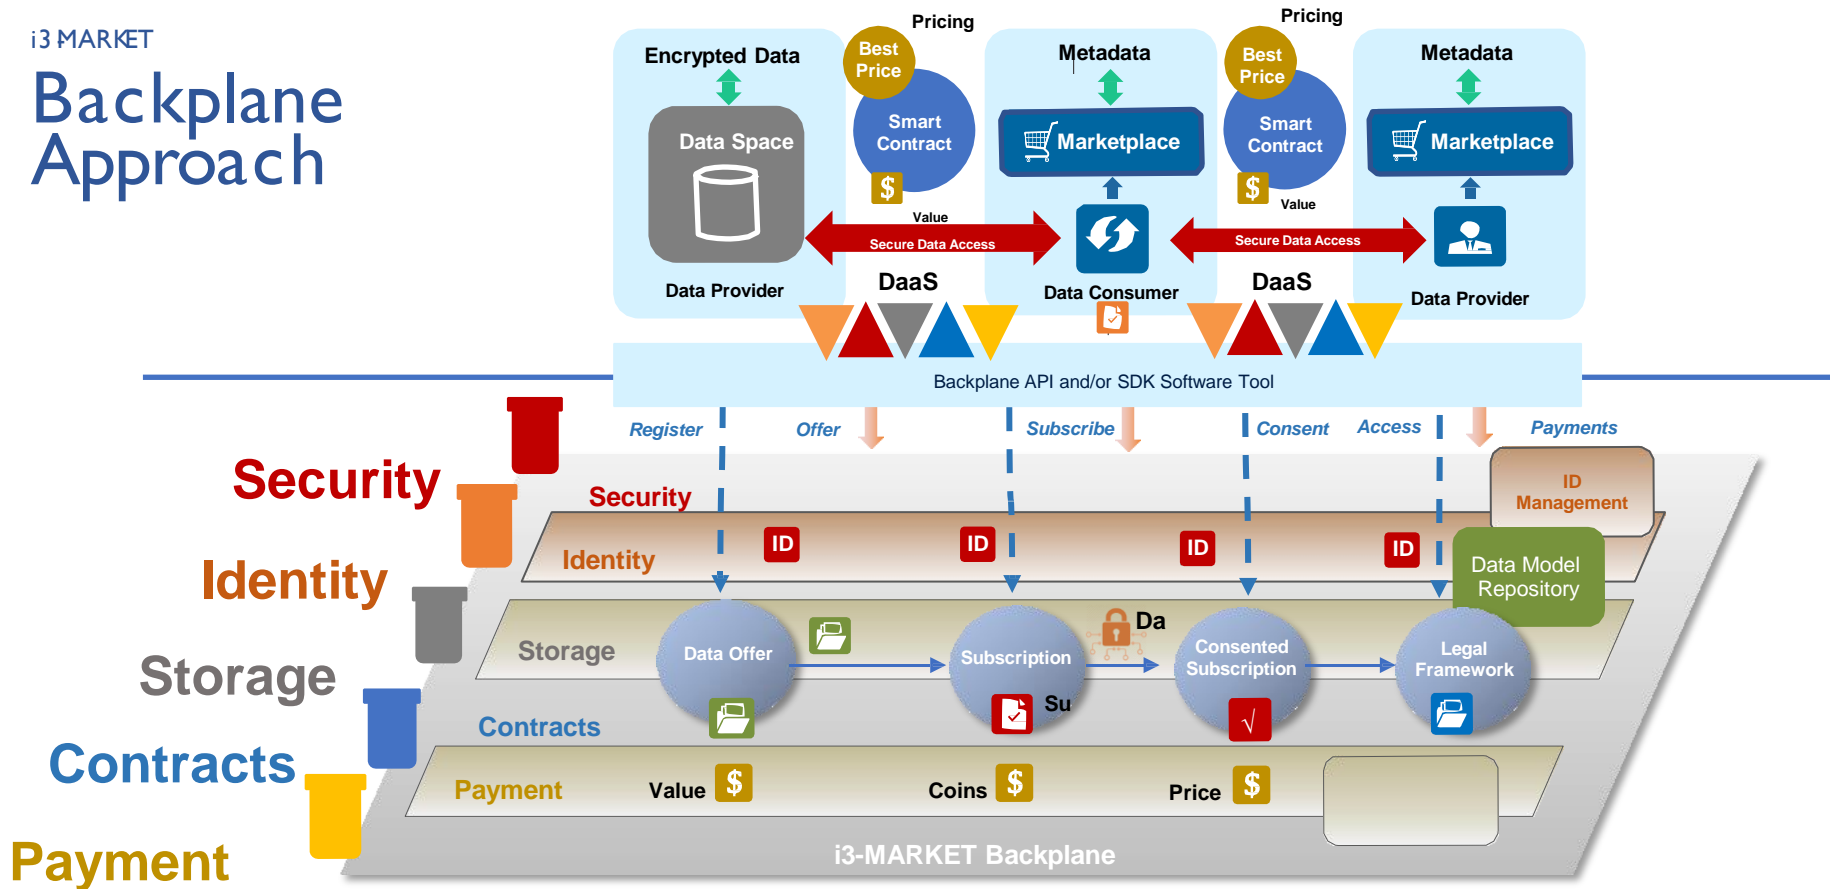 i3-MARKET
Backplane
Approach
Pricing
Pricing
Encrypted Data
Best
Price
Metadata
Best
Price
Metadata
Data Space
Smart
Contract
Marketplace
Smart
Contract
Marketplace
$
$
Value
Value
Secure Data Access
Secure Data Access
Data Provider
DaaS
Data Consumer
DaaS
Data Provider
Backplane API and/or SDK Software Tool
Register
Offer
Subscribe
Consent
Access
Payments
Security
Security
ID
Management
Identity
Identity
ID
ID
ID
ID
Data Model
Repository
Storage
Storage
Data Offer
Subscription
Da
Consented
Subscription
Legal
Framework
Contracts
Contracts
Su
√
Payment
Payment
Value $
Coins $
Price $
i3-MARKET Backplane